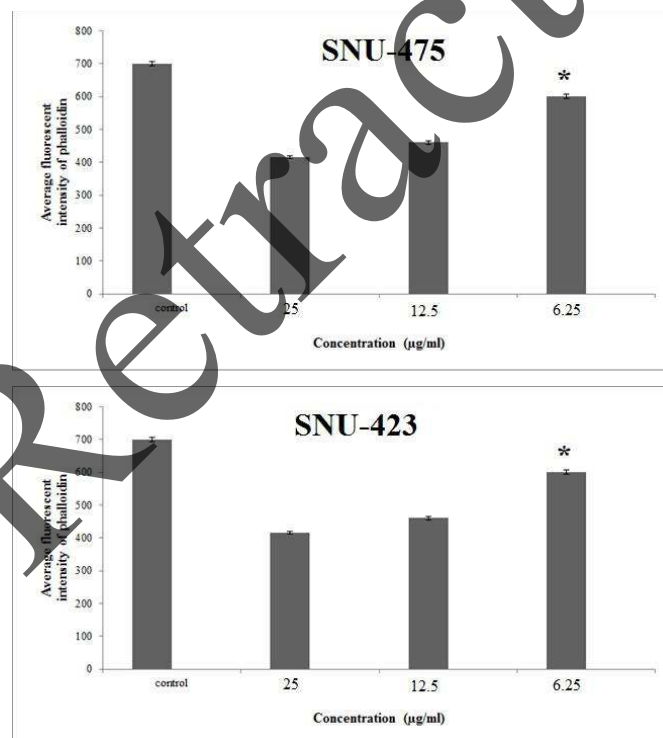 Retract
SNU-475
800
700
600
500
400
300
200
100
0
Average fluorescent
intensity of phalloidin
*
control 25 12.5 6.25
Concentration (µg/ml)
SNU-423
800
700
600
500
400
300
200
100
0
Average fluorescent
intensity of phalloidin
*
control 25 12.5 6.25
Concentration (µg/ml)